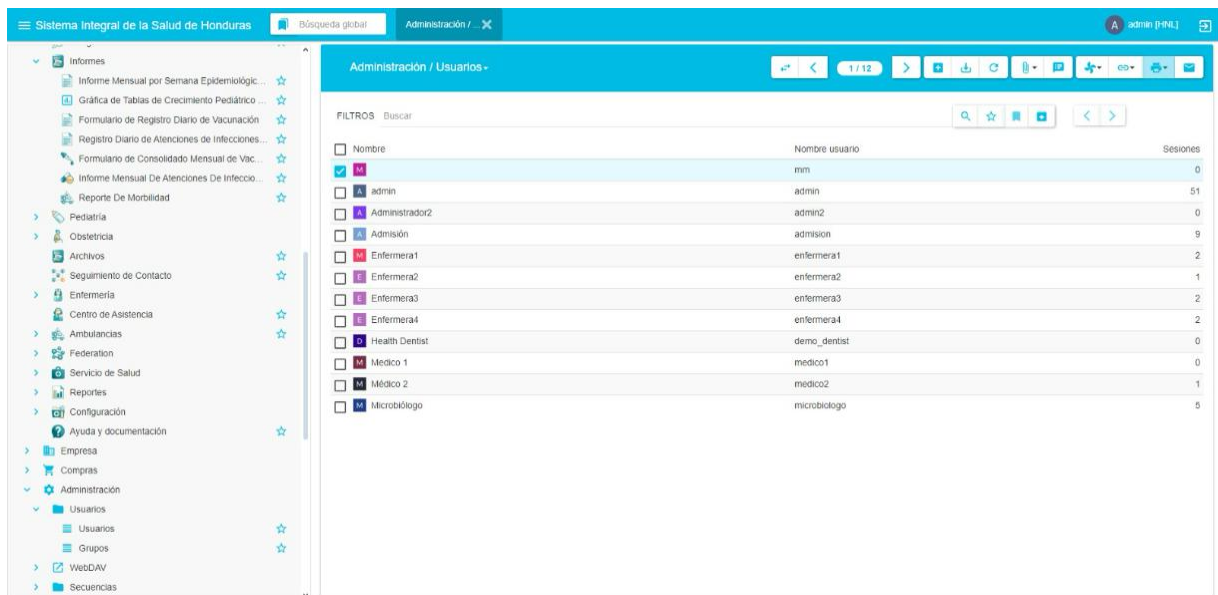 Sistema Integral de la Salud de Honduras
Búsqueda global
Administración / ...
A admin [HNL]
Informes
Informe Mensual por Semana Epidemiológic...
Gráfica de Tablas de Crecimiento Pediátrico ...
Formulario de Registro Diario de Vacunación
Registro Diario de Atenciones de Infecciones...
Formulario de Consolidado Mensual de Vac...
Informe Mensual De Atenciones De Infeccio...
Reporte De Morbilidad
Pediatría
Obstetricia
Archivos
Seguimiento de Contacto
Enfermería
Centro de Asistencia
Ambulancias
Federation
Servicio de Salud
Reportes
Configuración
Ayuda y documentación
Empresa
Compras
Administración
Usuarios
Usuarios
Grupos
WebDAV
Secuencias
Administración / Usuarios
1 / 12
FILTROS Buscar
Nombre Nombre usuario Sesiones
M mm 0
A admin admin 51
A Administrador2 admin2 0
A Admisión admision 9
M Enfermera1 enfermera1 2
E Enfermera2 enfermera2 1
E Enfermera3 enfermera3 2
E Enfermera4 enfermera4 2
D Health Dentist demo_dentist 0
M Medico 1 medico1 0
M Médico 2 medico2 1
M Microbiólogo microbiologo 5